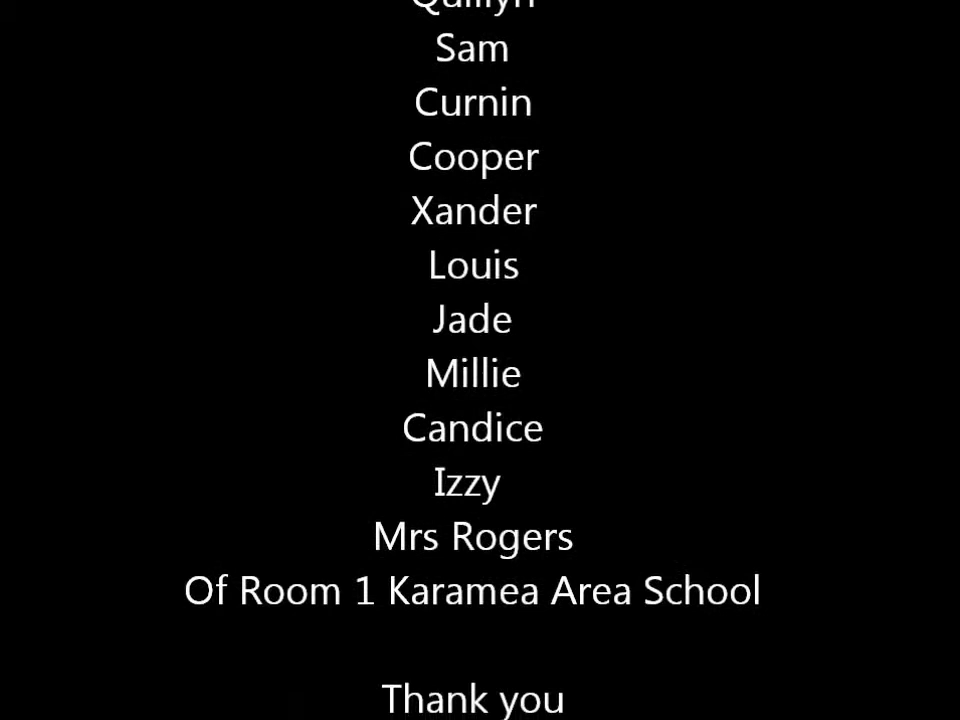 Sam
Curnin
Cooper
Xander
Louis
Jade
Millie
Candice
Izzy
Mrs Rogers
Of Room 1 Karamea Area School
Thank you